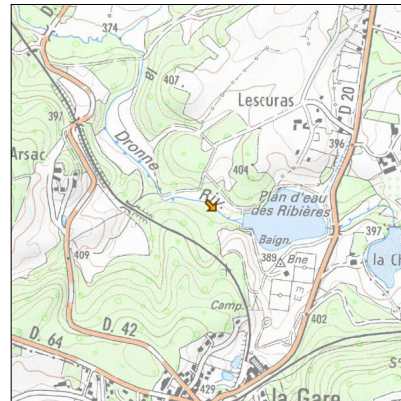 D.
374
407
Lescuras
D 20
397
Arsac
Dronne
396
404
Plan d'eau
des Ribières
Baign.
397
389
Bne
la Ch
409
Camp.
402
D. 42
D. 64
429
la Gare